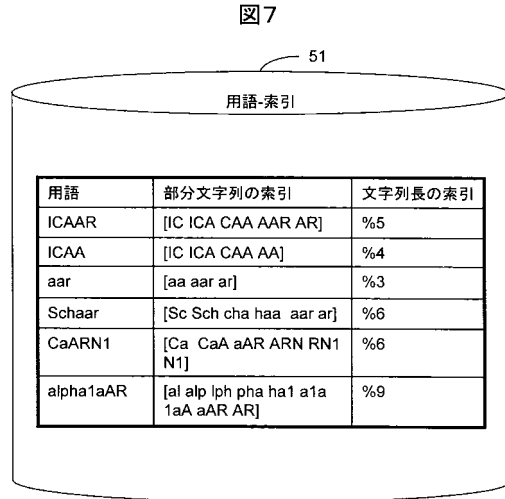 図7
51
用語-索引
用語 部分文字列の索引 文字列長の索引
ICAAR [IC ICA CAA AAR AR] %5
ICAA [IC ICA CAA AA] %4
aar [aa aar ar] %3
Schaar [Sc Sch cha haa aar ar] %6
CaARN1 [Ca CaA aAR ARN RN1 %6
N1]
alpha1aAR [al alp lph pha ha1 a1a %9
1aA aAR AR]